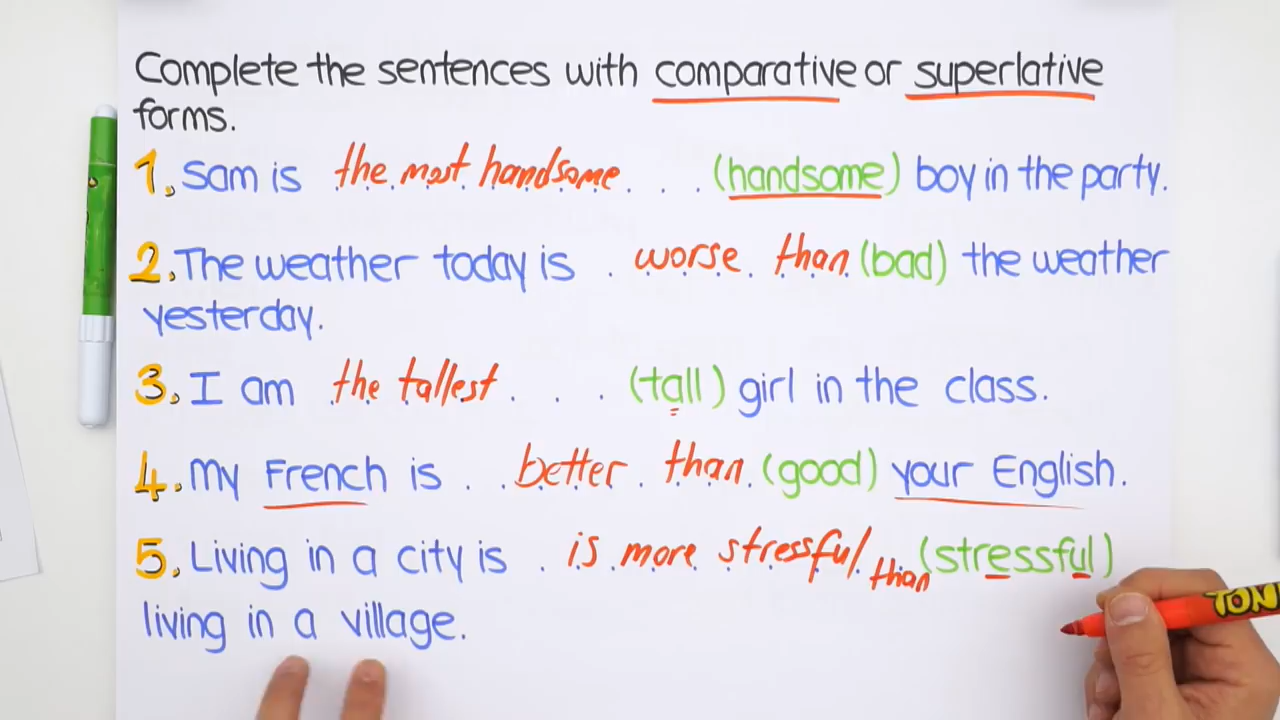 Complete the sentences with comparative or superlative
forms.
1. Sam is the most handsome . . . (handsome) boy in the party.
2. The weather today is . worse than (bad) the weather
yesterday.
3. I am the tallest . . . (tall) girl in the class.
4. My French is . . better than (good) your English.
5. Living in a city is . is more stressful than (stressful)
living in a village.
TON